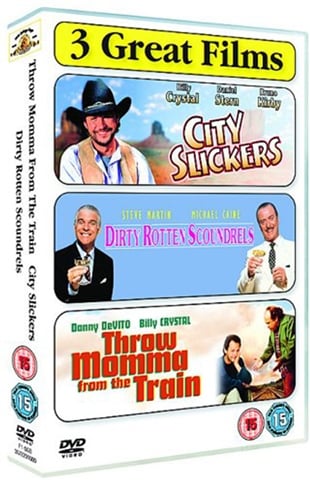 3 Great Films
Billy Crystal Daniel Stern Bruno Kirby
CITY
SLICKERS
STEVE MARTIN MICHAEL CAINE
DIRTY ROTTEN SCOUNDRELS
Danny DeVITO Billy CRYSTAL
Throw
Momma
from the
Train
15
15
DVD
VIDEO
Throw Momma From The Train City Slickers
Dirty Rotten Scoundrels
15
15
DVD
VIDEO